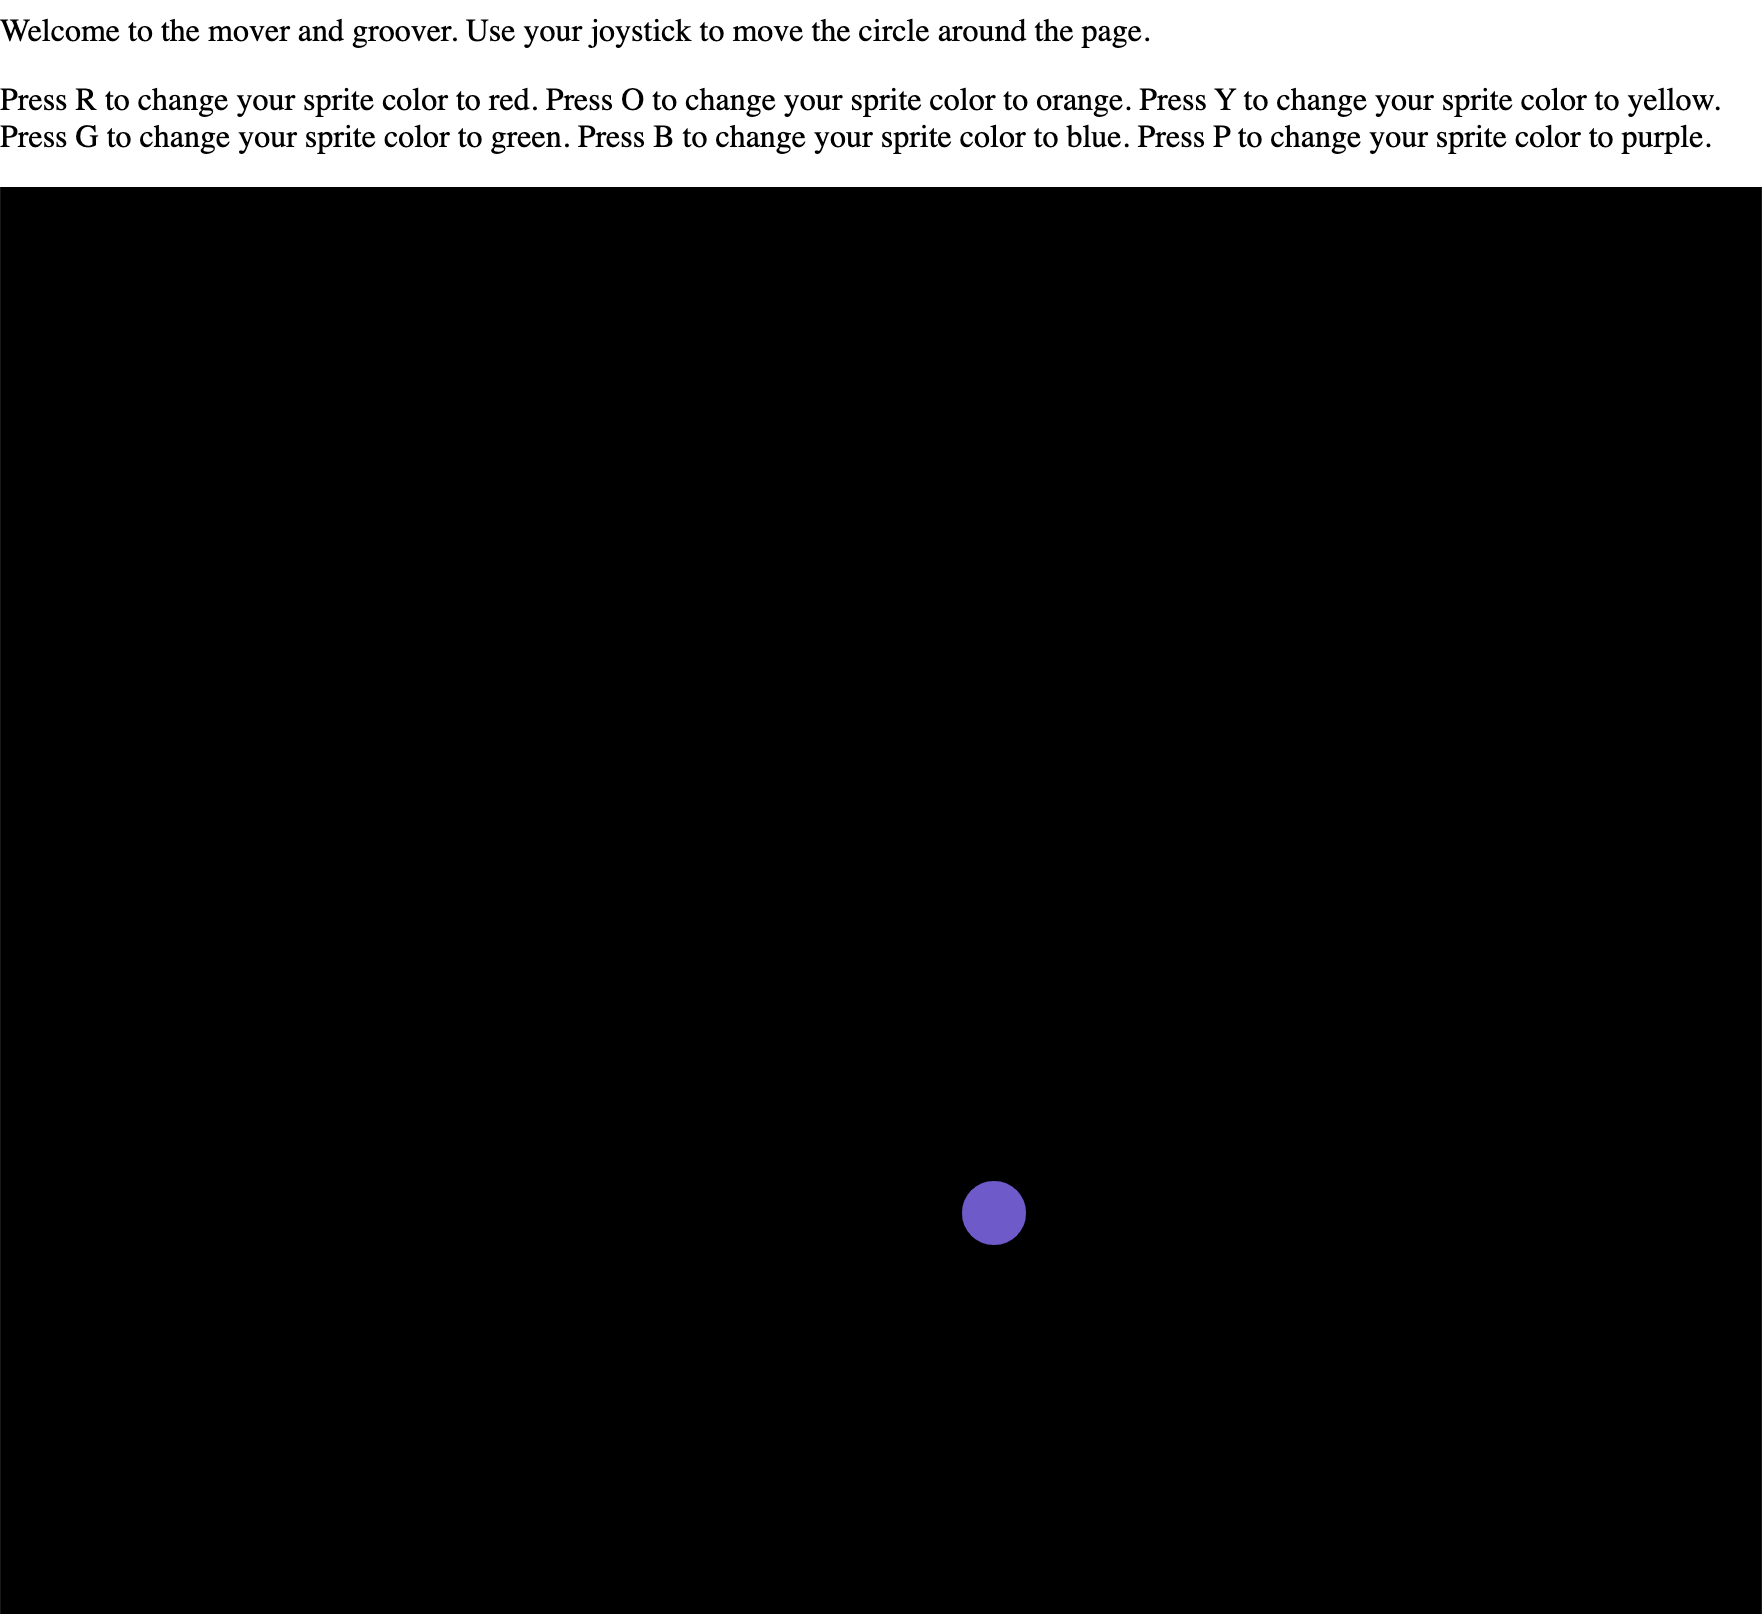 Welcome to the mover and groover. Use your joystick to move the circle around the page.
Press R to change your sprite color to red. Press O to change your sprite color to orange. Press Y to change your sprite color to yellow.
Press G to change your sprite color to green. Press B to change your sprite color to blue. Press P to change your sprite color to purple.